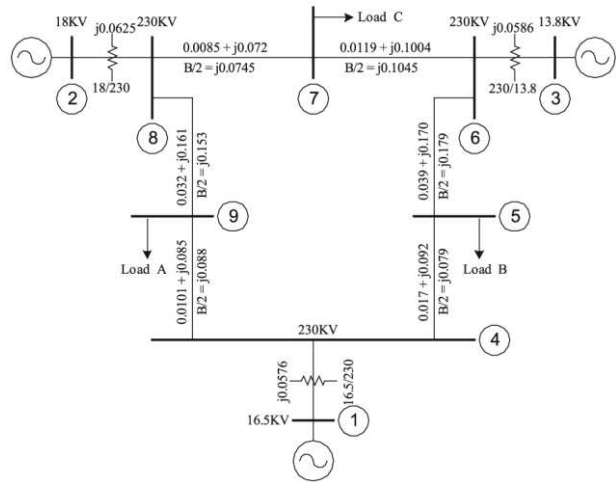 18KV
j0.0625
230KV
18/230
2
8
0.0085 + j0.072
B/2 = j0.0745
Load C
7
0.0119 + j0.1004
B/2 = j0.1045
230KV
j0.0586
13.8KV
230/13.8
6
3
0.032 + j0.161
B/2 = j0.153
0.039 + j0.170
B/2 = j0.179
9
Load A
5
Load B
0.0101 + j0.085
B/2 = j0.088
0.017 + j0.092
B/2 = j0.079
230KV
4
j0.0576
16.5/230
16.5KV
1